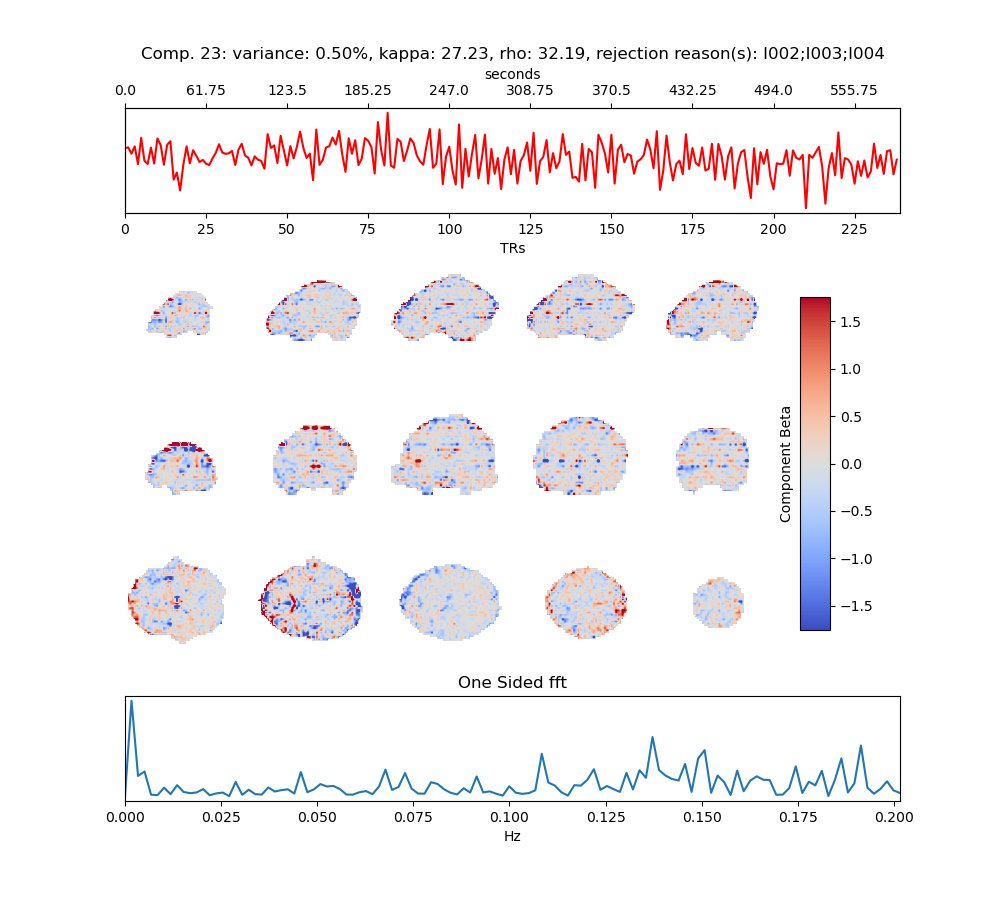 Comp. 23: variance: 0.50%, kappa: 27.23, rho: 32.19, rejection reason(s): I002;I003;I004
seconds
0.0 61.75 123.5 185.25 247.0 308.75 370.5 432.25 494.0 555.75
0 25 50 75 100 125 150 175 200 225
TRs
1.5
1.0
0.5
0.0
−0.5
−1.0
−1.5
Component Beta
One Sided fft
0.000 0.025 0.050 0.075 0.100 0.125 0.150 0.175 0.200
Hz